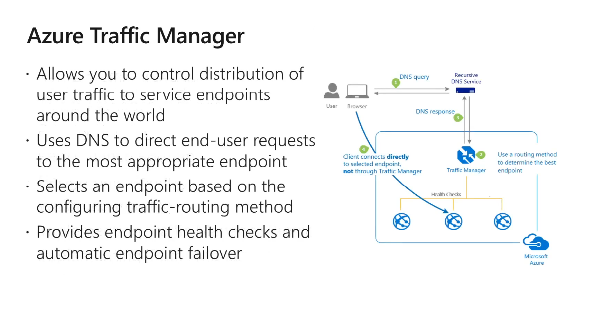 Azure Traffic Manager
· Allows you to control distribution of
user traffic to service endpoints
around the world
· Uses DNS to direct end-user requests
to the most appropriate endpoint
· Selects an endpoint based on the
configuring traffic-routing method
· Provides endpoint health checks and
automatic endpoint failover
DNS query
Recursive
DNS Service
User
Browser
DNS response
Client connects directly
to selected endpoint,
not through Traffic Manager
Traffic Manager
Use a routing method
to determine the best
endpoint
Health Checks
Microsoft
Azure